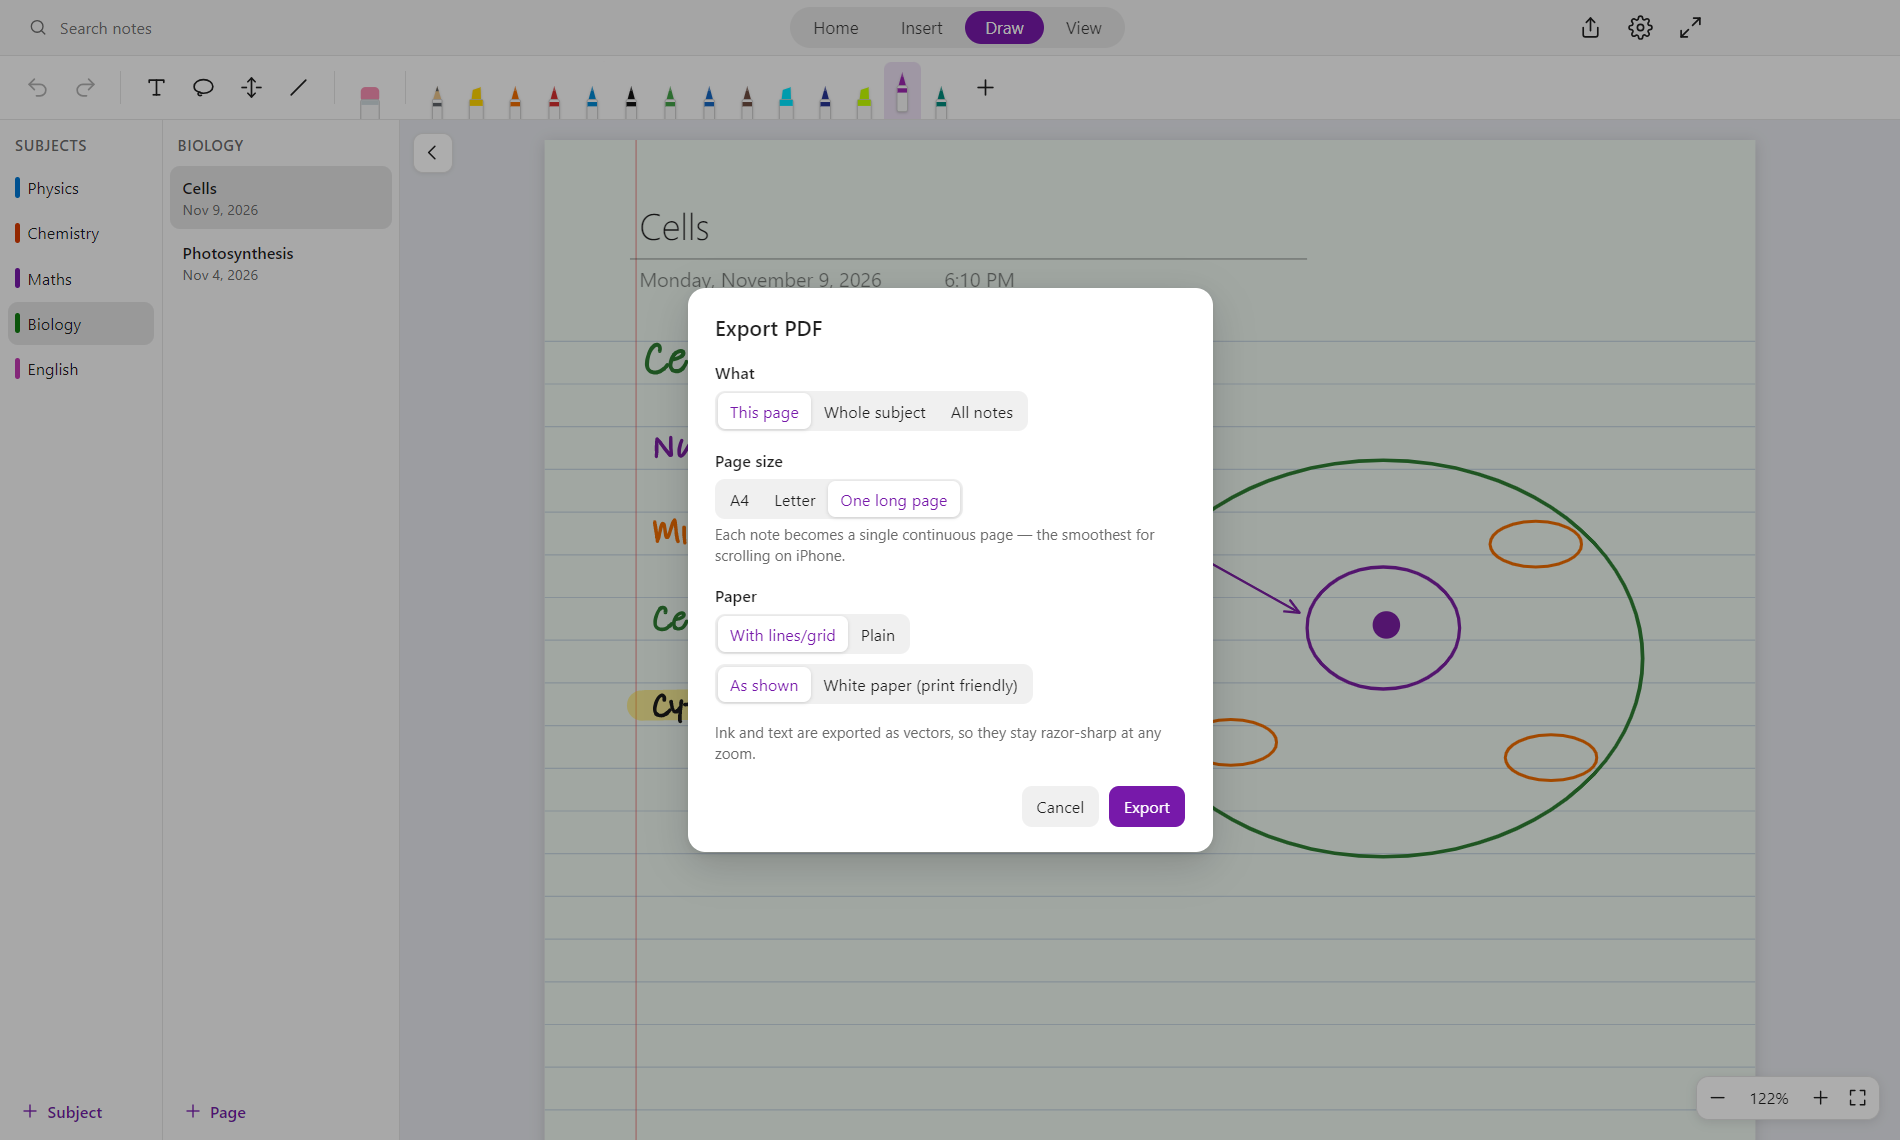 Search notes
Home Insert Draw View
SUBJECTS
Physics
Chemistry
Maths
Biology
English
BIOLOGY
Cells
Nov 9, 2026
Photosynthesis
Nov 4, 2026
Cells
Monday, November 9, 2026 6:10 PM
Export PDF
What
This page Whole subject All notes
Page size
A4 Letter One long page
Each note becomes a single continuous page — the smoothest for
scrolling on iPhone.
Paper
With lines/grid Plain
As shown White paper (print friendly)
Ink and text are exported as vectors, so they stay razor-sharp at any
zoom.
Cancel Export
+ Subject
+ Page
122%